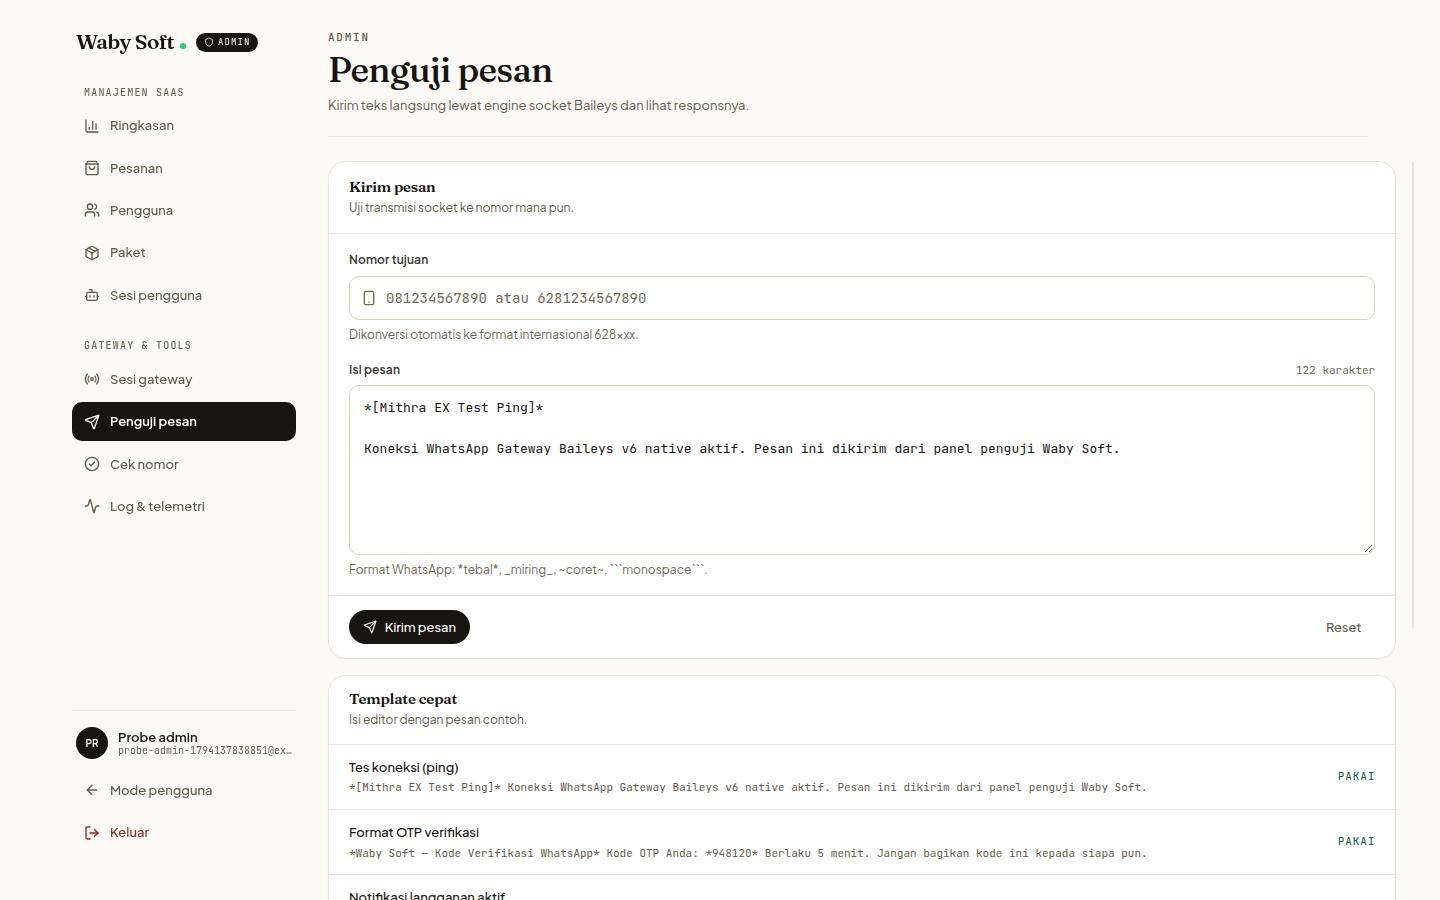 Waby Soft
ADMIN
MANAJEMEN SAAS
Ringkasan
Pesanan
Pengguna
Paket
Sesi pengguna
GATEWAY & TOOLS
Sesi gateway
Penguji pesan
Cek nomor
Log & telemetri
PR
Probe admin
probe-admin-1794137838851@ex…
Mode pengguna
Keluar
ADMIN
Penguji pesan
Kirim teks langsung lewat engine socket Baileys dan lihat responsnya.
Kirim pesan
Uji transmisi socket ke nomor mana pun.
Nomor tujuan
081234567890 atau 6281234567890
Dikonversi otomatis ke format internasional 628xxx.
Isi pesan
122 karakter
*[Mithra EX Test Ping]*
Koneksi WhatsApp Gateway Baileys v6 native aktif. Pesan ini dikirim dari panel penguji Waby Soft.
Format WhatsApp: *tebal*, _miring_, ~coret~, ```monospace```.
Kirim pesan
Reset
Template cepat
Isi editor dengan pesan contoh.
Tes koneksi (ping)
*[Mithra EX Test Ping]* Koneksi WhatsApp Gateway Baileys v6 native aktif. Pesan ini dikirim dari panel penguji Waby Soft.
PAKAI
Format OTP verifikasi
*Waby Soft — Kode Verifikasi WhatsApp* Kode OTP Anda: *948120* Berlaku 5 menit. Jangan bagikan kode ini kepada siapa pun.
PAKAI
Notifikasi langganan aktif